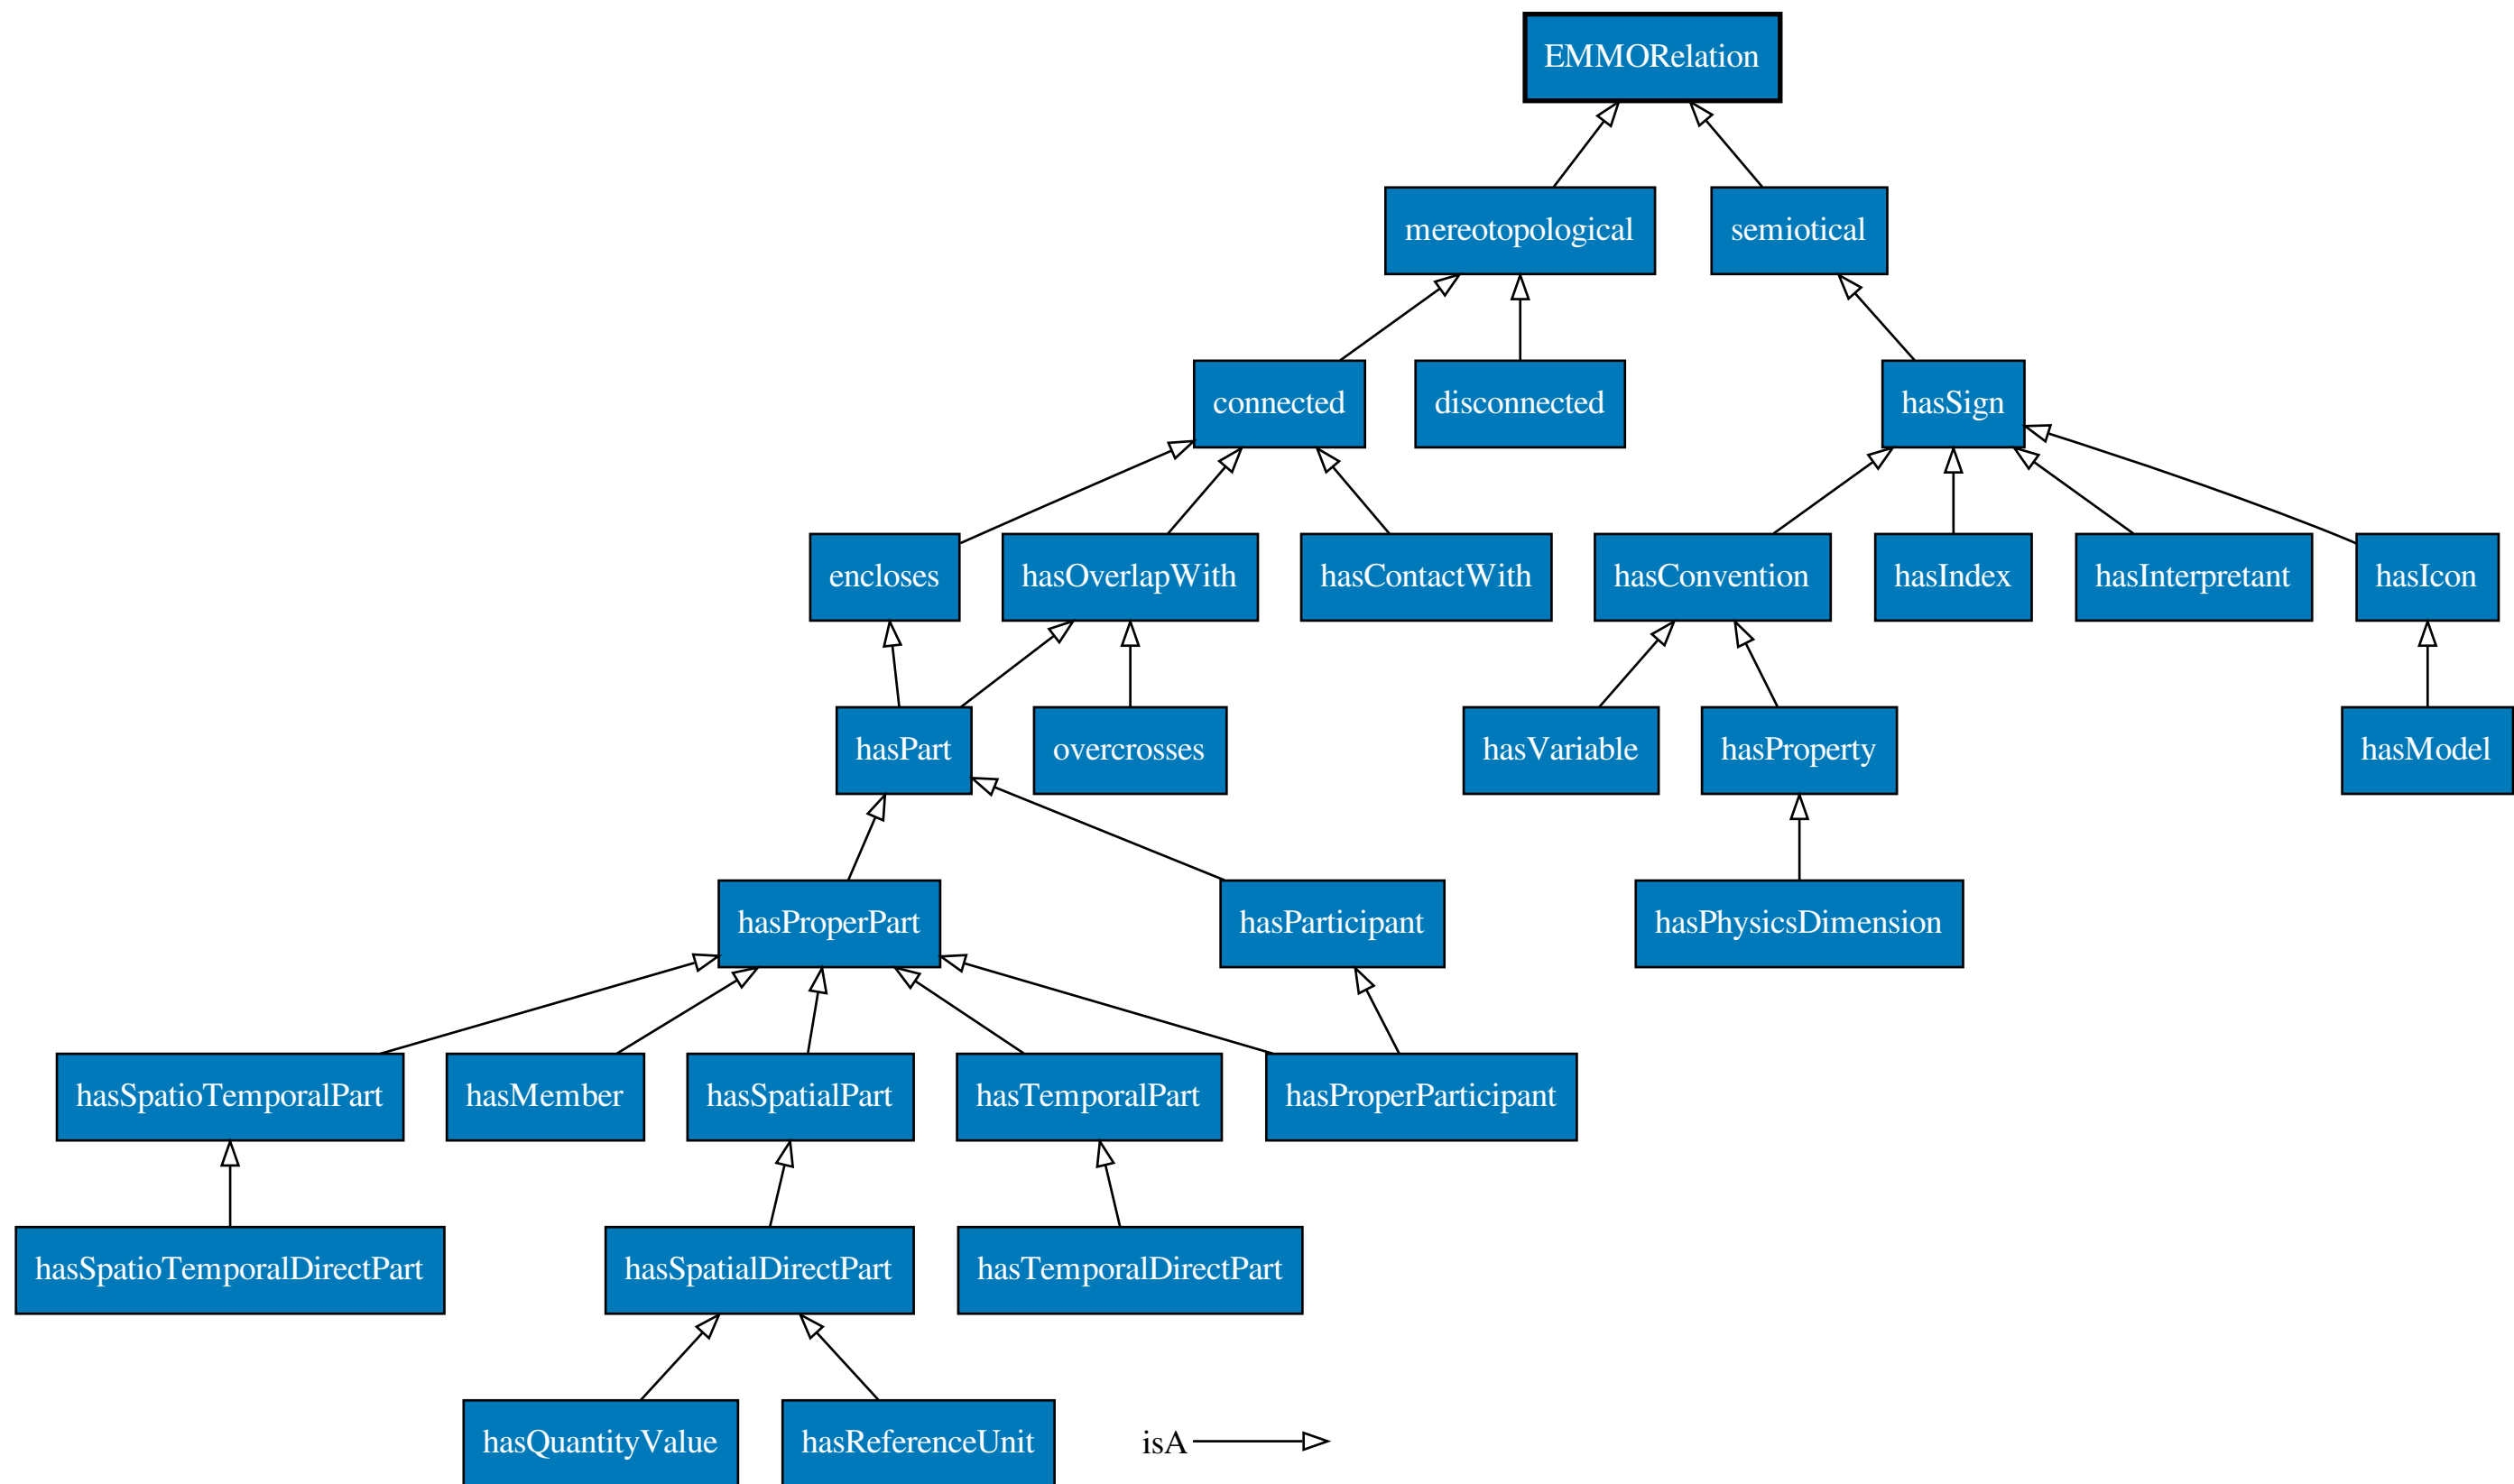 EMMORelation
mereotopological
semiotical
connected
disconnected
hasSign
encloses
hasOverlapWith
hasContactWith
hasConvention
hasIndex
hasInterpretant
hasIcon
hasPart
overcrosses
hasVariable
hasProperty
hasModel
hasProperPart
hasParticipant
hasPhysicsDimension
hasSpatioTemporalPart
hasMember
hasSpatialPart
hasTemporalPart
hasProperParticipant
hasSpatioTemporalDirectPart
hasSpatialDirectPart
hasTemporalDirectPart
hasQuantityValue
hasReferenceUnit
isA